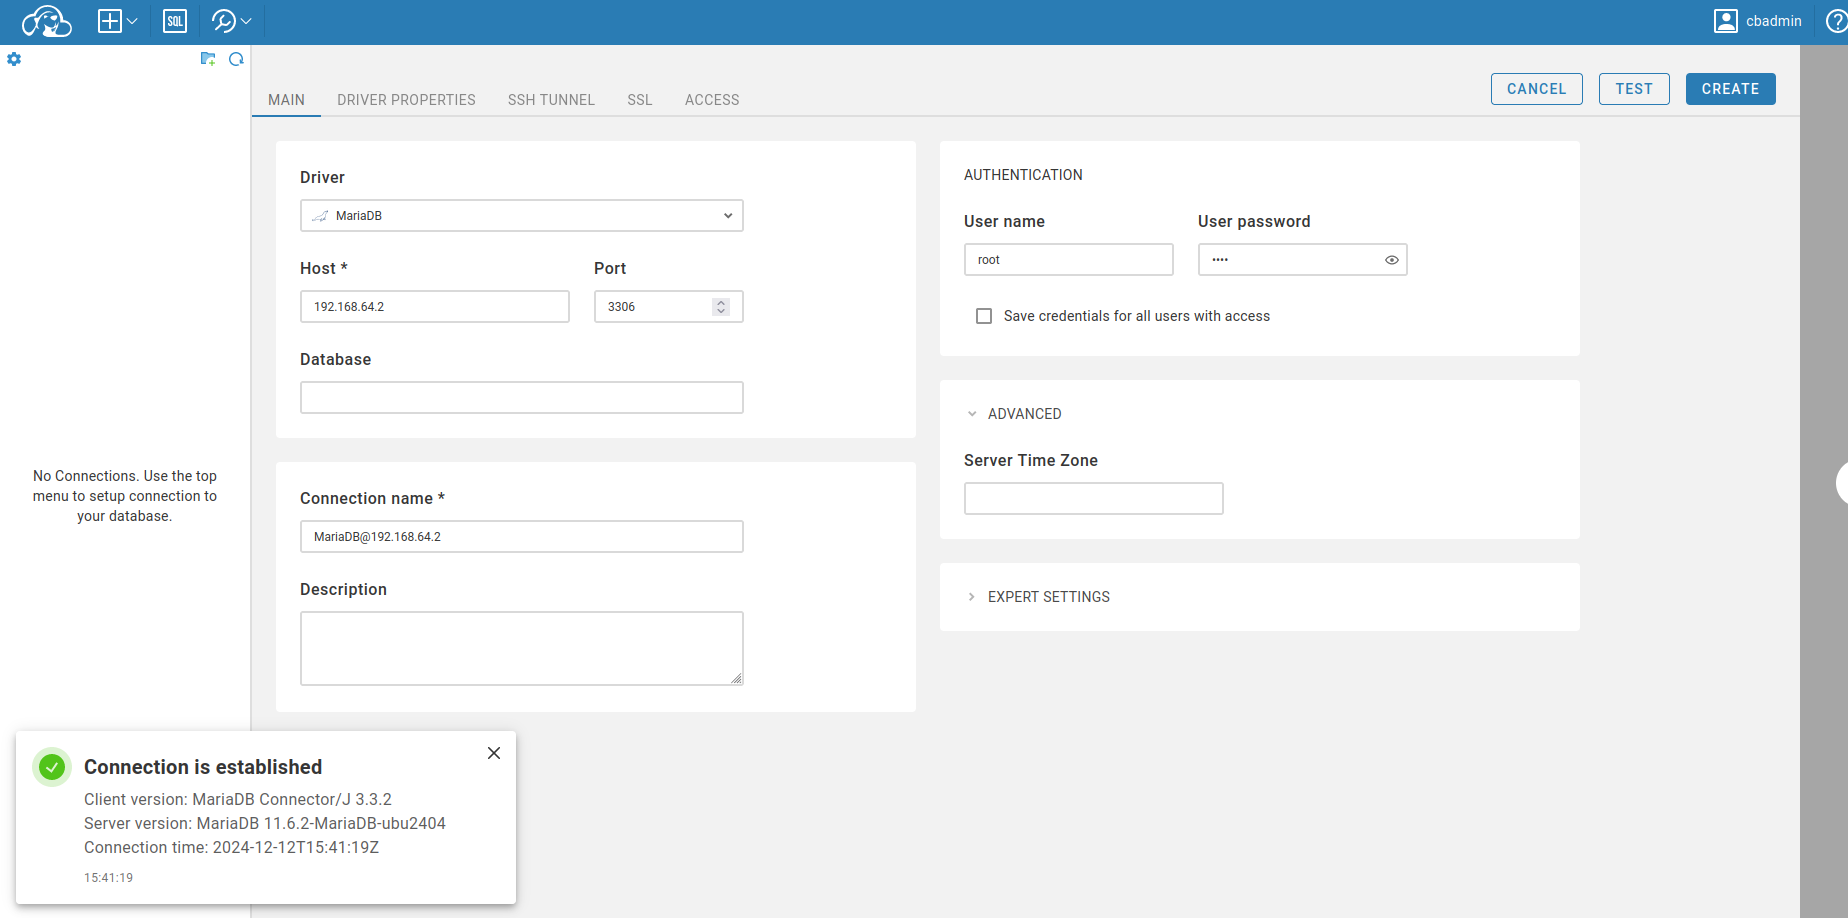 SQL
cbadmin
MAIN
DRIVER PROPERTIES
SSH TUNNEL
SSL
ACCESS
CANCEL
TEST
CREATE
Driver
MariaDB
Host *
Port
192.168.64.2
3306
Database
Connection name *
MariaDB@192.168.64.2
Description
AUTHENTICATION
User name
User password
root
••••
Save credentials for all users with access
ADVANCED
Server Time Zone
EXPERT SETTINGS
No Connections. Use the top
menu to setup connection to
your database.
Connection is established
Client version: MariaDB Connector/J 3.3.2
Server version: MariaDB 11.6.2-MariaDB-ubu2404
Connection time: 2024-12-12T15:41:19Z
15:41:19